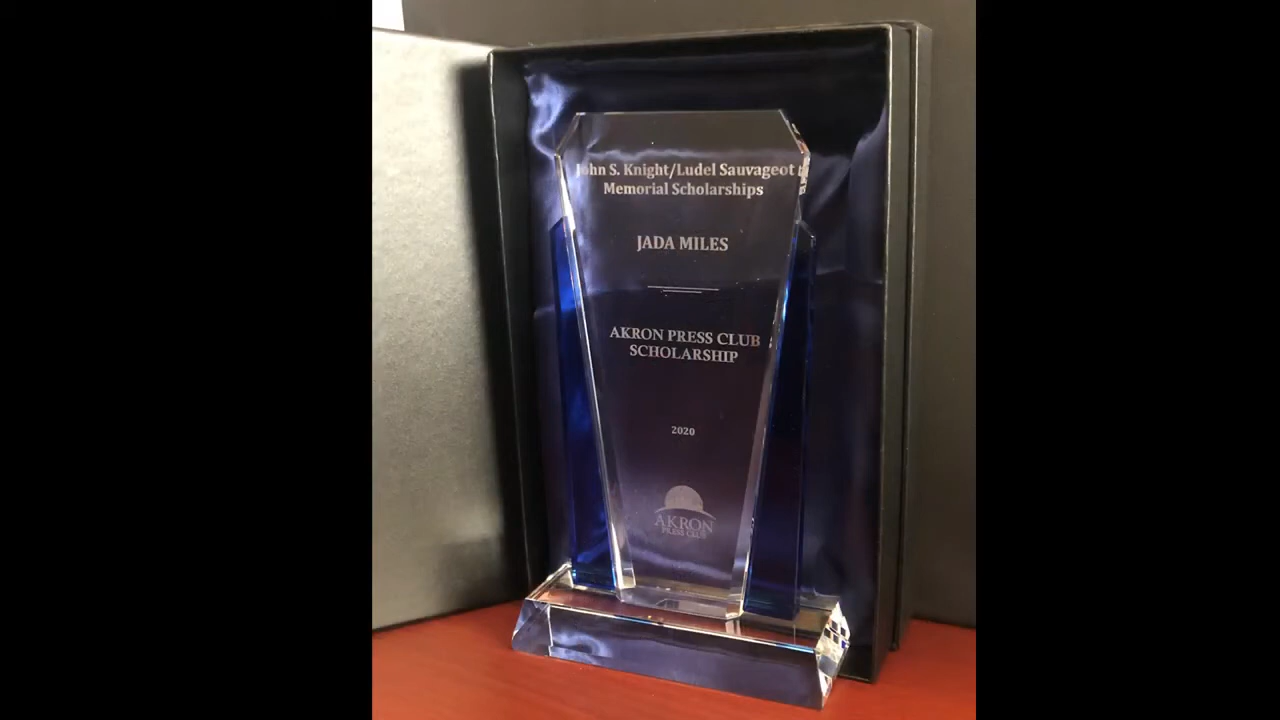 John S. Knight/Ludel Sauvageot
Memorial Scholarships
JADA MILES
AKRON PRESS CLUB
SCHOLARSHIP
2020
AKRON
PRESS CLUB